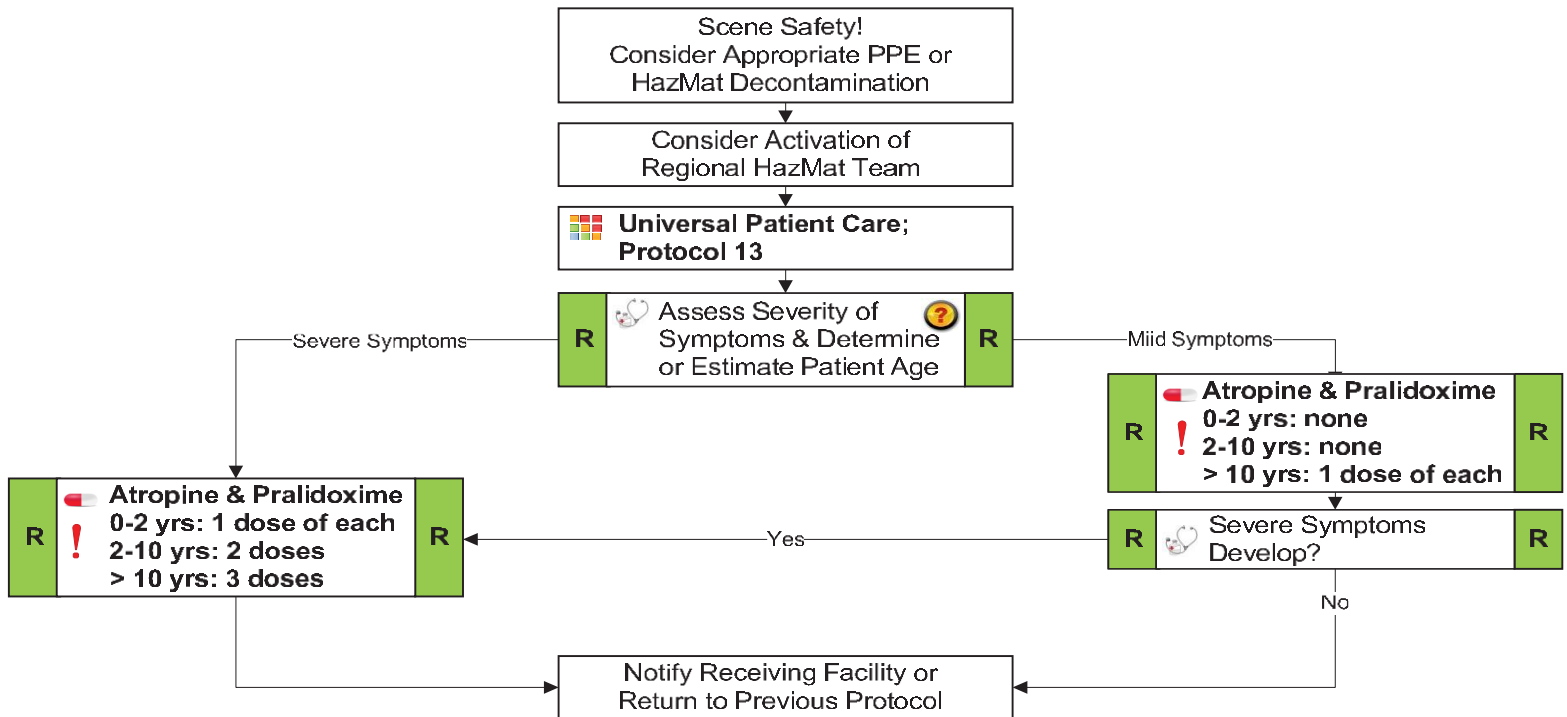 Scene Safety!
Consider Appropriate PPE or
HazMat Decontamination
Consider Activation of
Regional HazMat Team
Universal Patient Care;
Protocol 13
R
Assess Severity of
Symptoms & Determine
or Estimate Patient Age
?
R
Severe Symptoms
Miid Symptoms
R
!
Atropine & Pralidoxime
0-2 yrs: none
2-10 yrs: none
> 10 yrs: 1 dose of each
R
R
!
Atropine & Pralidoxime
0-2 yrs: 1 dose of each
2-10 yrs: 2 doses
> 10 yrs: 3 doses
R
Yes
R
Severe Symptoms
Develop?
R
No
Notify Receiving Facility or
Return to Previous Protocol